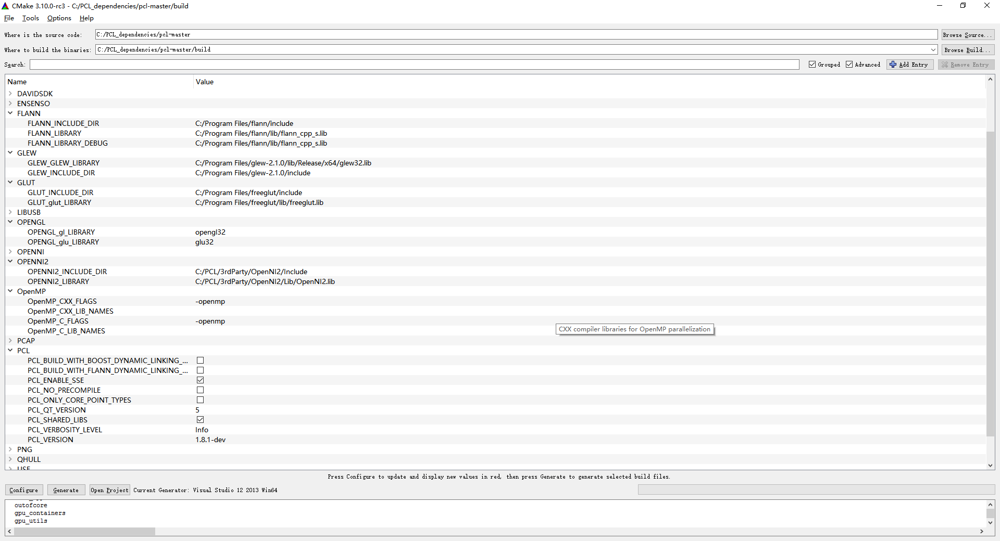 CMake 3.10.0-rc3 - C:/PCL_dependencies/pcl-master/build
File Tools Options Help
Where is the source code: C:/PCL_dependencies/pcl-master Browse Source...
Where to build the binaries: C:/PCL_dependencies/pcl-master/build Browse Build...
Search: Grouped Advanced Add Entry Remove Entry
Name Value
DAVIDSDK
ENSENSO
FLANN
FLANN_INCLUDE_DIR C:/Program Files/flann/include
FLANN_LIBRARY C:/Program Files/flann/lib/flann_cpp_s.lib
FLANN_LIBRARY_DEBUG C:/Program Files/flann/lib/flann_cpp_s.lib
GLEW
GLEW_GLEW_LIBRARY C:/Program Files/glew-2.1.0/lib/Release/x64/glew32.lib
GLEW_INCLUDE_DIR C:/Program Files/glew-2.1.0/include
GLUT
GLUT_INCLUDE_DIR C:/Program Files/freeglut/include
GLUT_glut_LIBRARY C:/Program Files/freeglut/lib/freeglut.lib
LIBUSB
OPENGL
OPENGL_gl_LIBRARY opengl32
OPENGL_glu_LIBRARY glu32
OPENNI
OPENNI2
OPENNI2_INCLUDE_DIR C:/PCL/3rdParty/OpenNI2/Include
OPENNI2_LIBRARY C:/PCL/3rdParty/OpenNI2/Lib/OpenNI2.lib
OpenMP
OpenMP_CXX_FLAGS -openmp
OpenMP_CXX_LIB_NAMES
OpenMP_C_FLAGS -openmp
OpenMP_C_LIB_NAMES
CXX compiler libraries for OpenMP parallelization
PCAP
PCL
PCL_BUILD_WITH_BOOST_DYNAMIC_LINKING_...
PCL_BUILD_WITH_FLANN_DYNAMIC_LINKING_...
PCL_ENABLE_SSE
PCL_NO_PRECOMPILE
PCL_ONLY_CORE_POINT_TYPES
PCL_QT_VERSION 5
PCL_SHARED_LIBS
PCL_VERBOSITY_LEVEL Info
PCL_VERSION 1.8.1-dev
PNG
QHULL
USE
Press Configure to update and display new values in red, then press Generate to generate selected build files.
Configure Generate Open Project Current Generator: Visual Studio 12 2013 Win64
outofcore
gpu_containers
gpu_utils